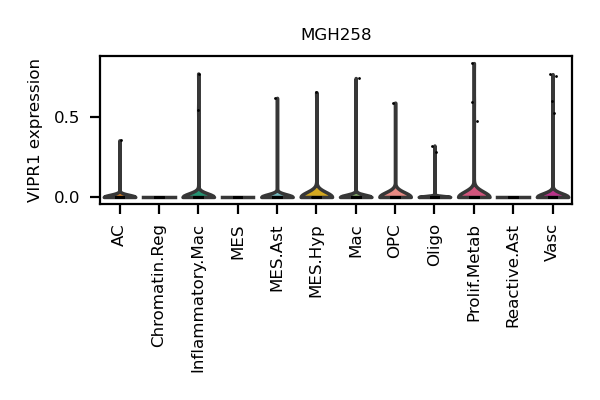 MGH258
VIPR1 expression
0.5
0.0
AC
Chromatin.Reg
Inflammatory.Mac
MES
MES.Ast
MES.Hyp
Mac
OPC
Oligo
Prolif.Metab
Reactive.Ast
Vasc